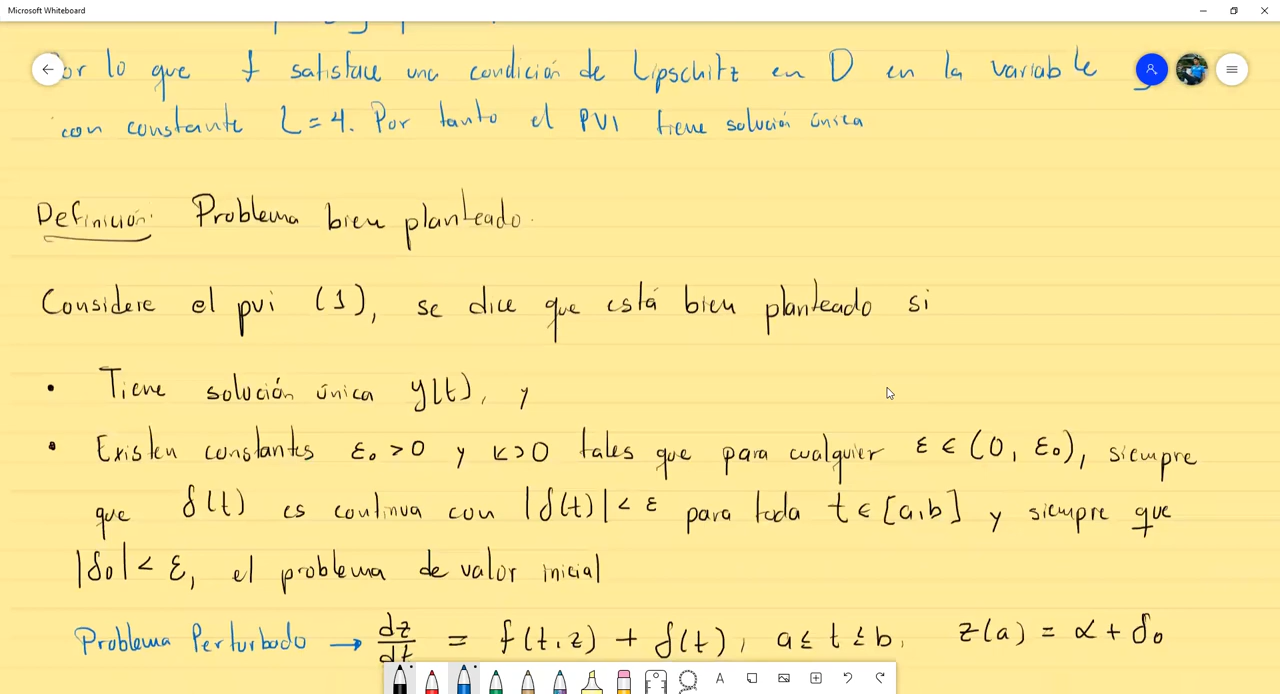 Microsoft Whiteboard
or lo que f satisface una condición de Lipschitz en D en la variable
con constante L=4. Por tanto el PVI tiene solución única
Definición: Problema bien planteado.
Considere el pvi (1), se dice que está bien planteado si
• Tiene solución única y(t), y
• Existen constantes ε₀ > 0 y k>0 tales que para cualquier ε ∈ (0, ε₀), siempre
que δ(t) es continua con |δ(t)| < ε para toda t ∈ [a,b] y siempre que
|δ₀| < ε, el problema de valor inicial
Problema Perturbado → dz/dt = f(t,z) + δ(t), a ≤ t ≤ b, z(a) = α + δ₀
A